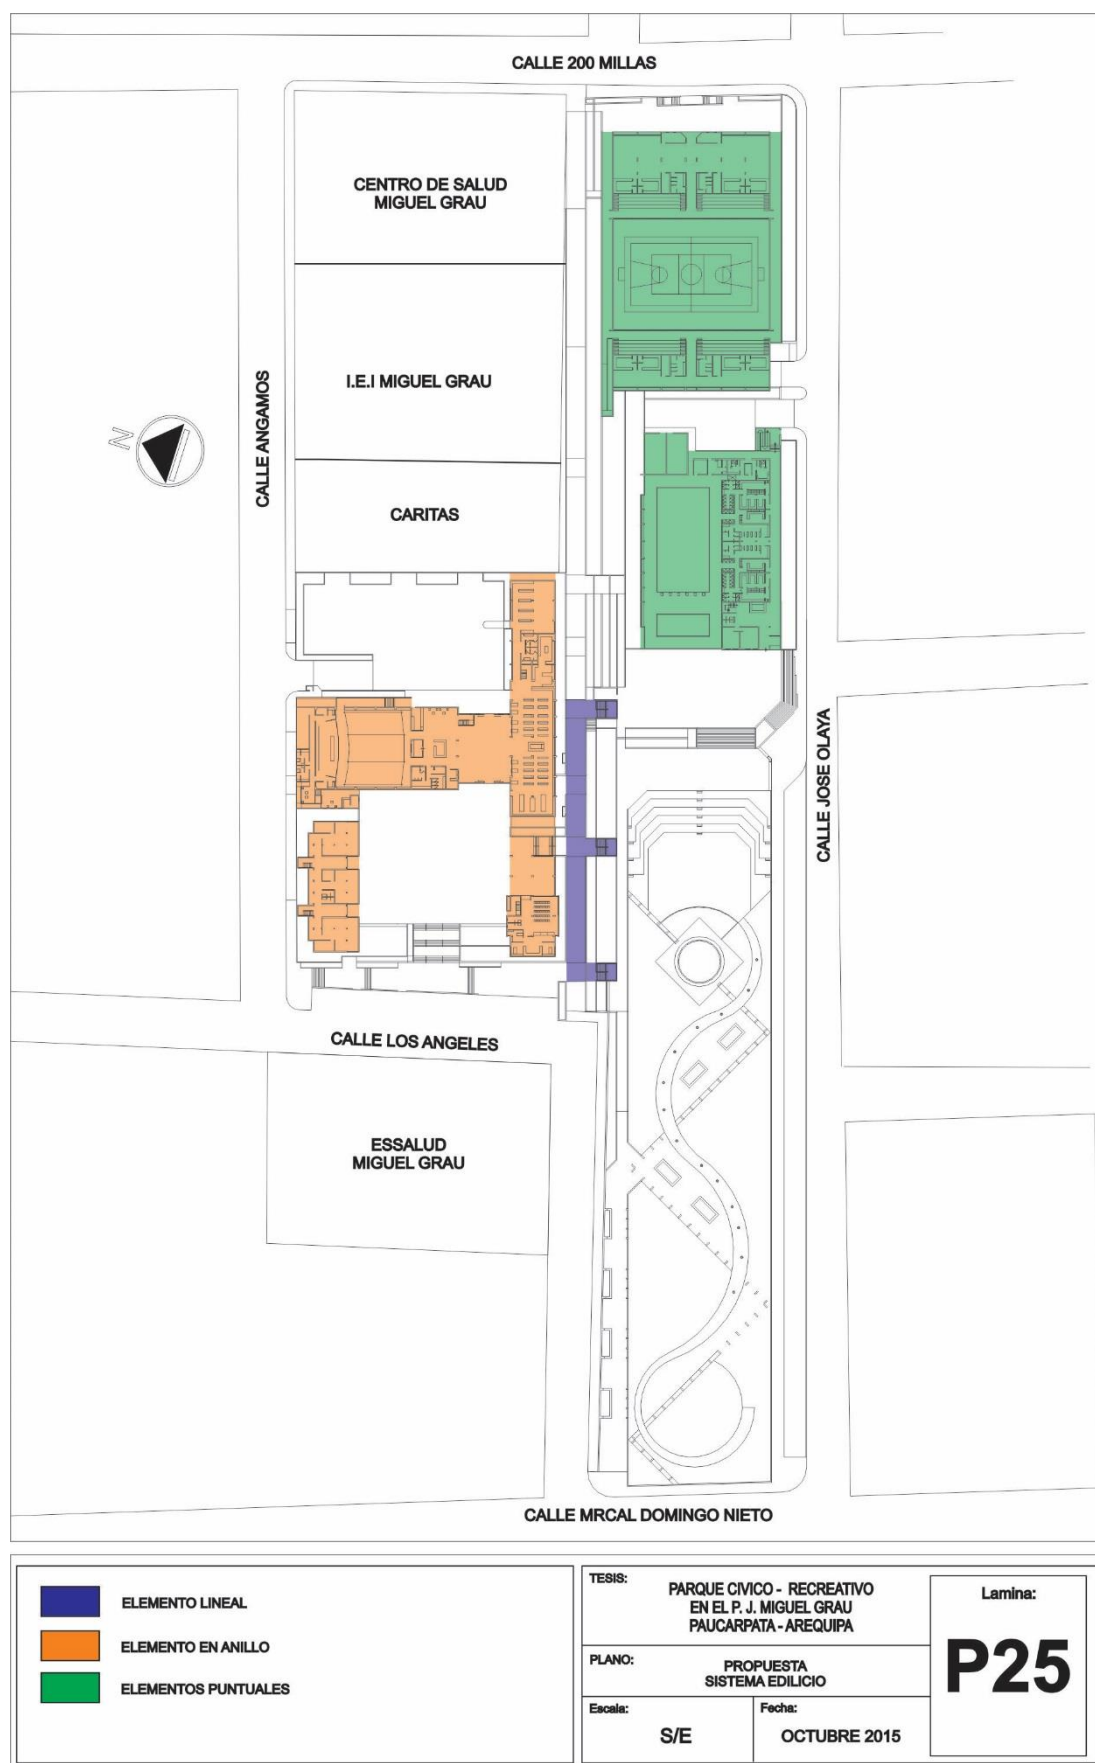 CALLE 200 MILLAS
CENTRO DE SALUD
MIGUEL GRAU
I.E.I MIGUEL GRAU
CALLE ANGAMOS
N
CARITAS
CALLE JOSE OLAYA
CALLE LOS ANGELES
ESSALUD
MIGUEL GRAU
CALLE MRCAL DOMINGO NIETO
ELEMENTO LINEAL
ELEMENTO EN ANILLO
ELEMENTOS PUNTUALES
TESIS:
PARQUE CIVICO - RECREATIVO
EN EL P. J. MIGUEL GRAU
PAUCARPATA - AREQUIPA
PLANO:
PROPUESTA
SISTEMA EDILICIO
Escala:
S/E
Fecha:
OCTUBRE 2015
Lamina:
P25